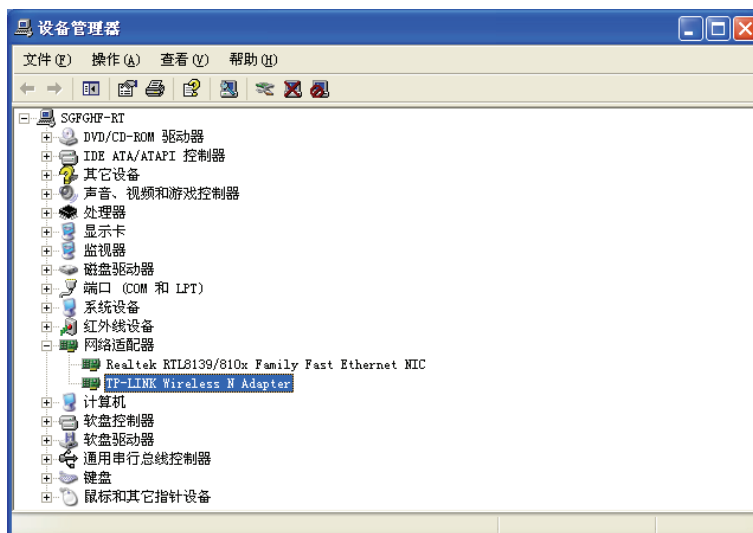 设备管理器
文件(F) 操作(A) 查看(V) 帮助(H)
SGFGHF-RT
DVD/CD-ROM 驱动器
IDE ATA/ATAPI 控制器
其它设备
声音、视频和游戏控制器
处理器
显示卡
监视器
磁盘驱动器
端口 (COM 和 LPT)
系统设备
红外线设备
网络适配器
Realtek RTL8139/810x Family Fast Ethernet NIC
TP-LINK Wireless N Adapter
计算机
软盘控制器
软盘驱动器
通用串行总线控制器
键盘
鼠标和其它指针设备